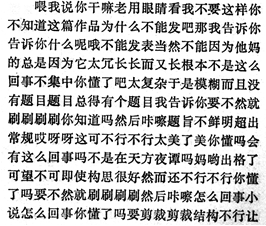 喂我说你干嘛老用眼睛看我不要这样你
不知道这篇作品为什么不能发吧那我告诉你
告诉你什么呢哦不能发表当然不能因为他妈
的总是因为它太冗长长而又长根本不是这么
回事不集中你懂了吧太复杂于是模糊而且没
有题目题目总得有个题目我告诉你要不然就
刷刷刷刷你知道吗然后咔嚓题旨不鲜明超出
常规哎呀呀这可不行不行太美了美你懂吗会
有这么回事吗不是在天方夜谭吗妈哟出格了
可望不可即使构思很好然而还不行不行你懂
了吗要不然就刷刷刷刷然后咔嚓怎么回事小
说怎么回事你懂了吗要剪裁剪裁结构不行让